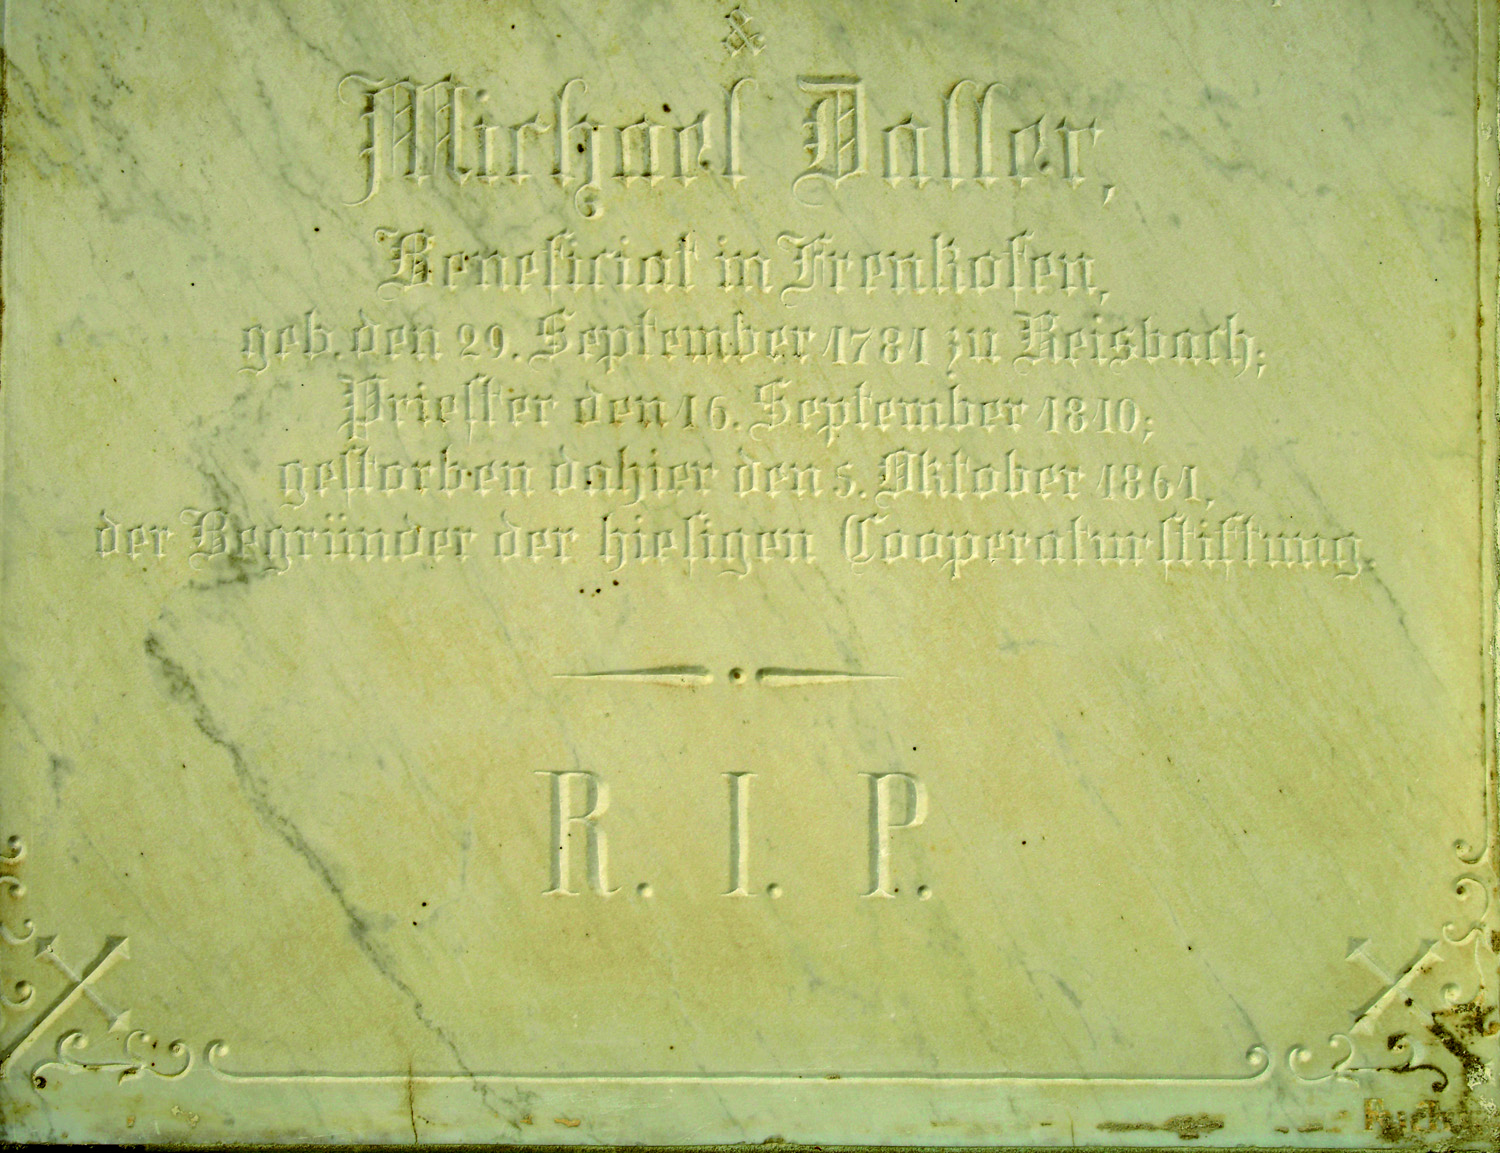 &
Michael Daller,
Beneficiat in Frenkofen,
geb. den 29. September 1781 zu Reisbach;
Priester den 16. September 1810;
gestorben dahier den 5. Oktober 1861,
der Begründer der hiesigen Cooperaturstiftung.
R. I. P.